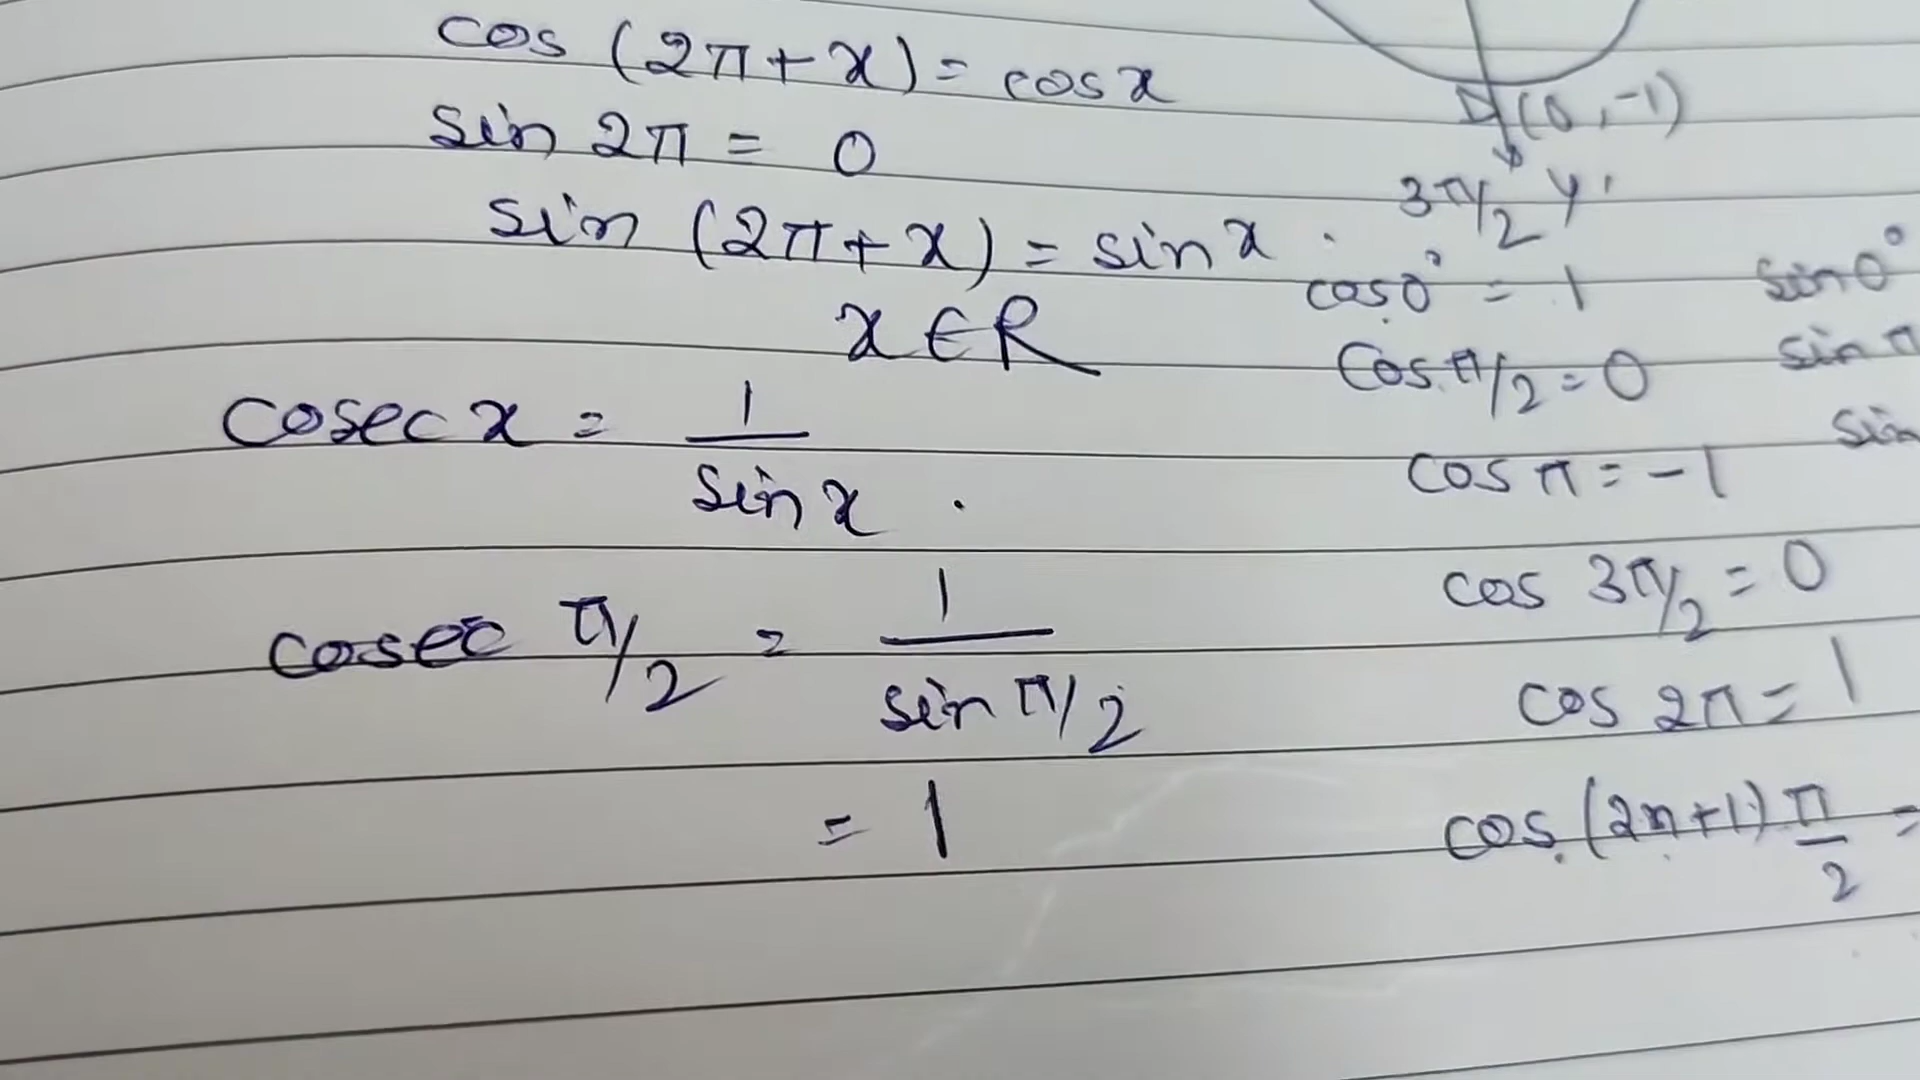 cos (2π+x) = cos x
sin 2π = 0
sin (2π+x) = sin x .
x ∈ R
cosec x = 1 / sin x .
cosec π/2 = 1 / sin π/2
= 1
D (0, -1)
3π/2 Y'
cos 0° = 1 sin 0°
cos π/2 = 0 sin π
cos π = -1 sin
cos 3π/2 = 0
cos 2π = 1
cos (2n+1) π/2 =